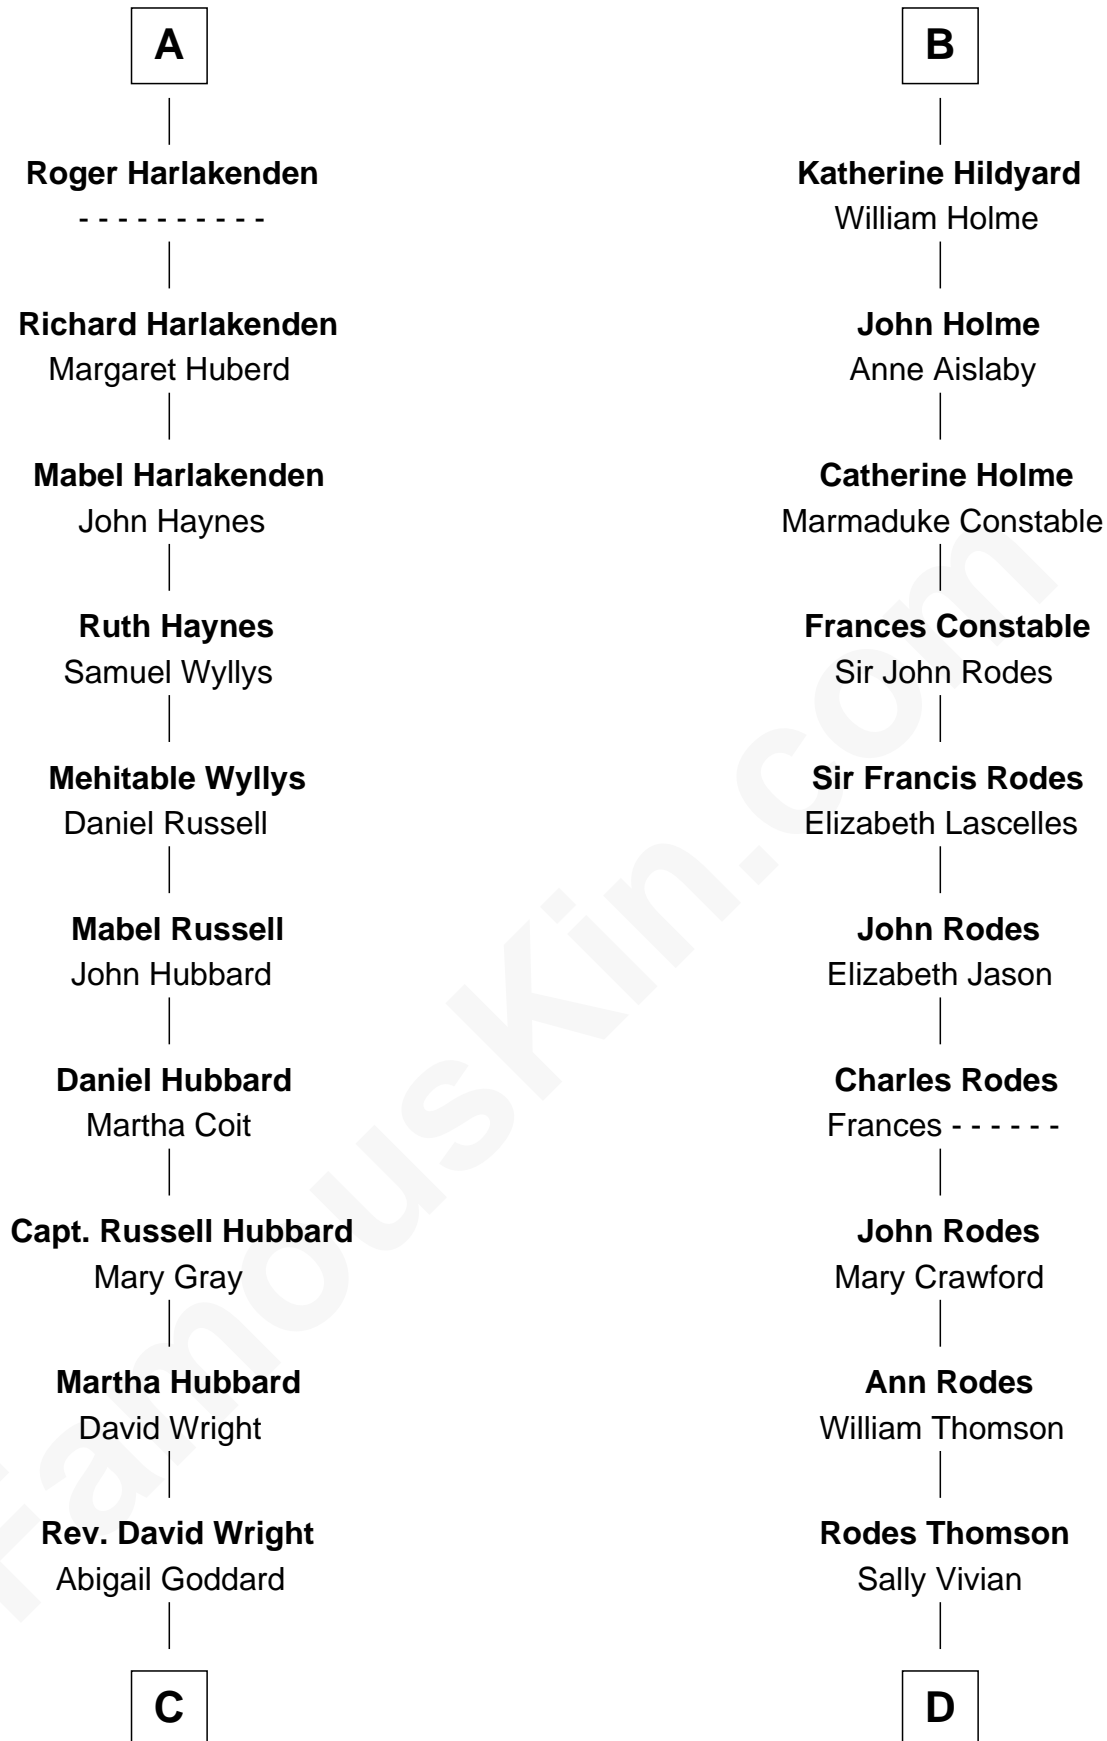 A
Roger Harlakenden
- - - - - - - - - -
Richard Harlakenden
Margaret Huberd
Mabel Harlakenden
John Haynes
Ruth Haynes
Samuel Wyllys
Mehitable Wyllys
Daniel Russell
Mabel Russell
John Hubbard
Daniel Hubbard
Martha Coit
Capt. Russell Hubbard
Mary Gray
Martha Hubbard
David Wright
Rev. David Wright
Abigail Goddard
C
B
Katherine Hildyard
William Holme
John Holme
Anne Aislaby
Catherine Holme
Marmaduke Constable
Frances Constable
Sir John Rodes
Sir Francis Rodes
Elizabeth Lascelles
John Rodes
Elizabeth Jason
Charles Rodes
Frances - - - - - -
John Rodes
Mary Crawford
Ann Rodes
William Thomson
Rodes Thomson
Sally Vivian
D
FamousKin.com